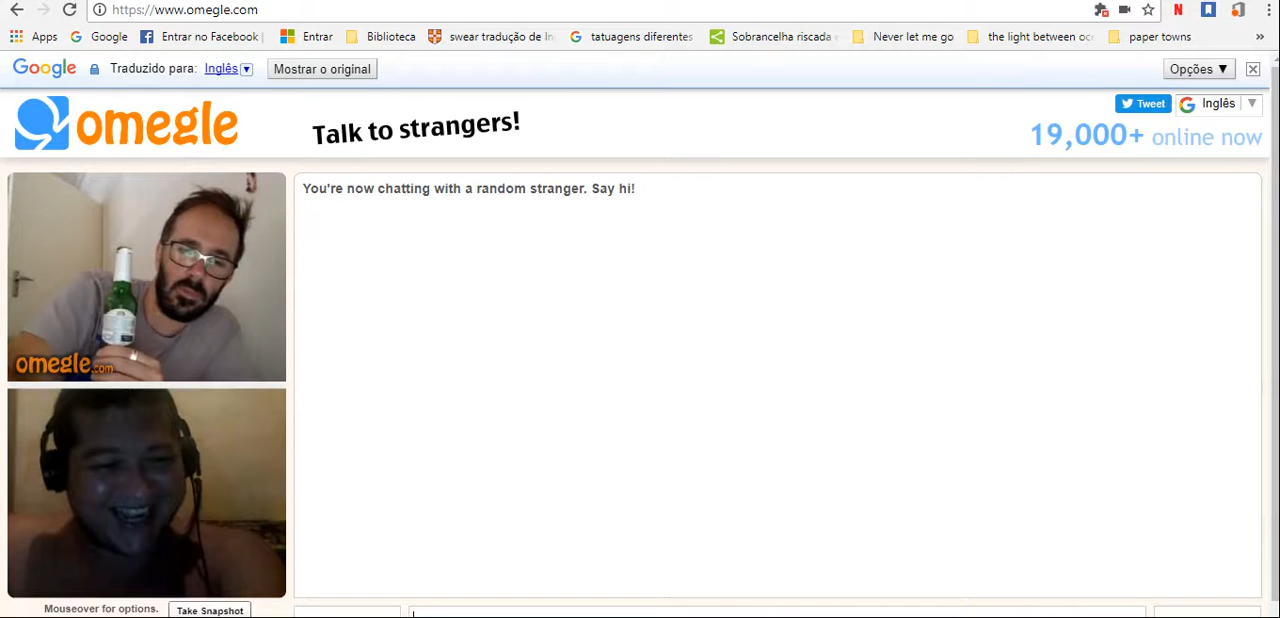 https://www.omegle.com
Apps Google Entrar no Facebook Entrar Biblioteca swear tradução de In tatuagens diferentes Sobrancelha riscada Never let me go the light between oc paper towns »
Google Traduzido para: Inglês Mostrar o original Opções
omegle Talk to strangers! Tweet Inglês
19,000+ online now
You're now chatting with a random stranger. Say hi!
omegle.com
Mouseover for options. Take Snapshot